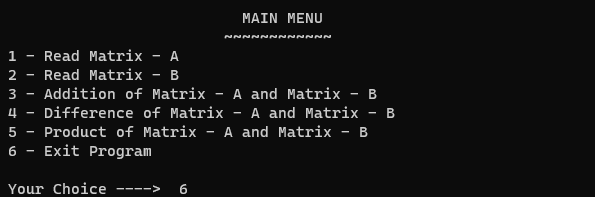 MAIN MENU
~~~~~~~~~~~~
1 - Read Matrix - A
2 - Read Matrix - B
3 - Addition of Matrix - A and Matrix - B
4 - Difference of Matrix - A and Matrix - B
5 - Product of Matrix - A and Matrix - B
6 - Exit Program
Your Choice ----> 6